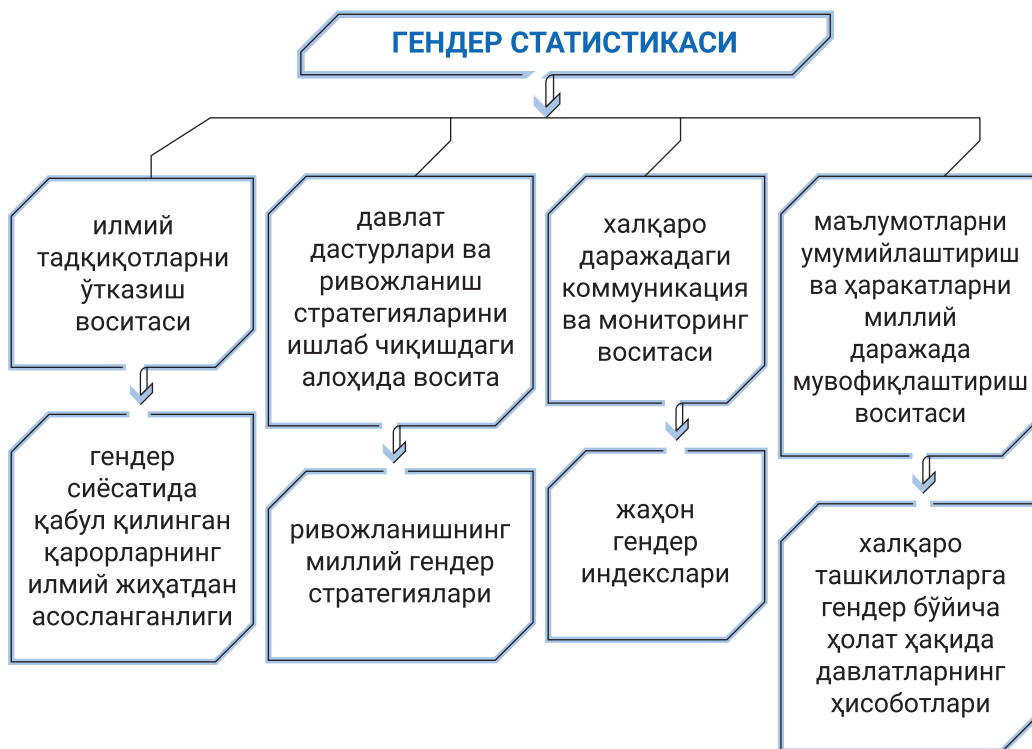 ГЕНДЕР СТАТИСТИКАСИ
илмий
тадқиқотларни
ўтказиш
воситаси
давлат
дастурлари ва
ривожланиш
стратегияларини
ишлаб чиқишдаги
алоҳида восита
халқаро
даражадаги
коммуникация
ва мониторинг
воситаси
маълумотларни
умумийлаштириш
ва ҳаракатларни
миллий
даражада
мувофиқлаштириш
воситаси
гендер
сиёсатида
қабул қилинган
қарорларнинг
илмий жиҳатдан
асосланганлиги
ривожланишнинг
миллий гендер
стратегиялари
жаҳон
гендер
индекслари
халқаро
ташкилотларга
гендер бўйича
ҳолат ҳақида
давлатларнинг
ҳисоботлари